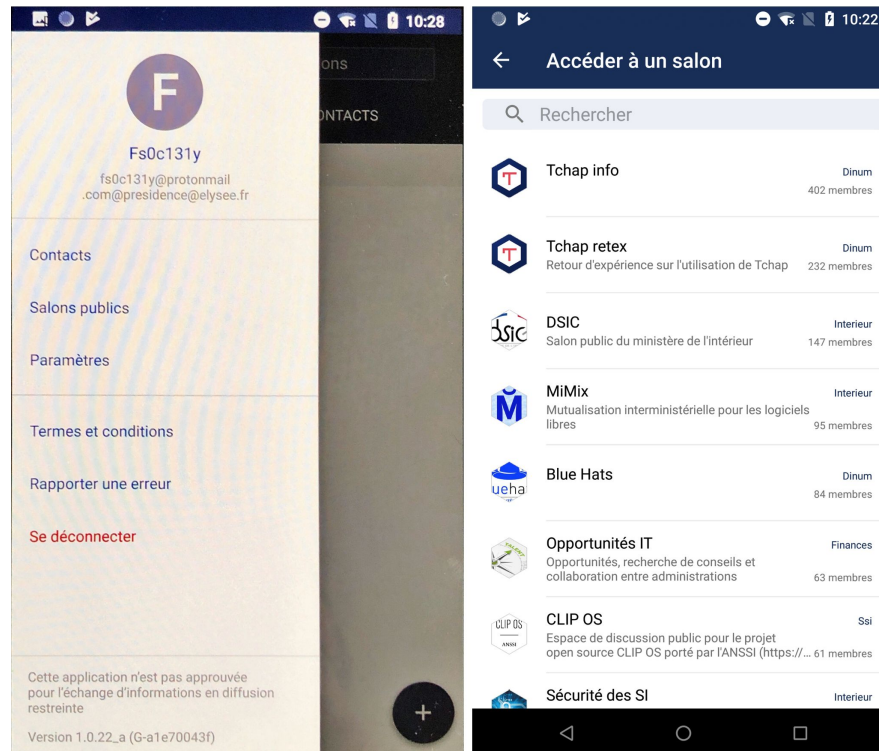 10:28
ons
ONTACTS
F
Fs0c131y
fs0c131y@protonmail
.com@presidence@elysee.fr
Contacts
Salons publics
Paramètres
Termes et conditions
Rapporter une erreur
Se déconnecter
Cette application n'est pas approuvée
pour l'échange d'informations en diffusion
restreinte
Version 1.0.22_a (G-a1e70043f)
10:22
Accéder à un salon
Rechercher
Tchap info
Dinum
402 membres
Tchap retex
Dinum
Retour d'expérience sur l'utilisation de Tchap
232 membres
dsic
DSIC
Interieur
Salon public du ministère de l'intérieur
147 membres
M
MiMix
Interieur
Mutualisation interministérielle pour les logiciels
libres
95 membres
ueha
Blue Hats
Dinum
84 membres
TALENT
Opportunités IT
Finances
Opportunités, recherche de conseils et
collaboration entre administrations
63 membres
CLIP OS
ANSSI
CLIP OS
Ssi
Espace de discussion public pour le projet
open source CLIP OS porté par l'ANSSI (https://...
61 membres
Sécurité des SI
Interieur